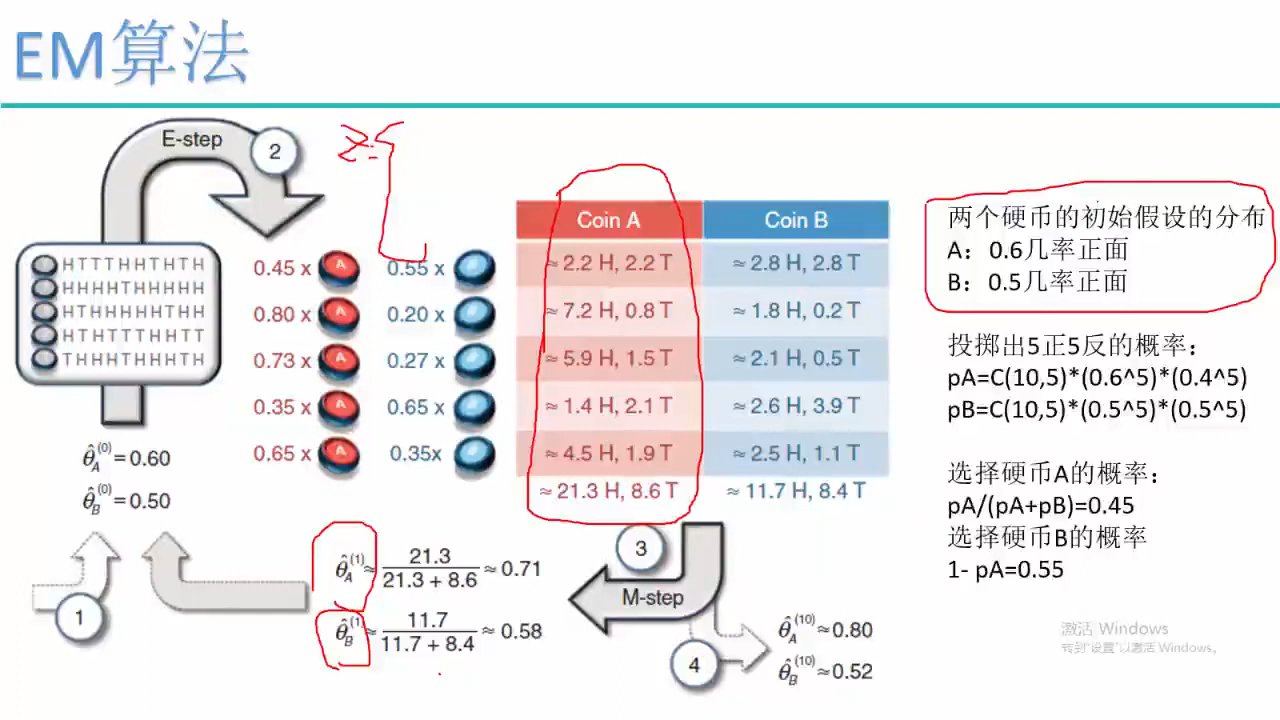 EM算法
E-step
2
H T T T H H T H T H
H H H H T H H H H H
H T H H H H H T H H
H T H T T T H H T T
T H H H T H H H T H
θ̂A(0)=0.60
θ̂B(0)=0.50
1
0.45 x A 0.55 x
0.80 x A 0.20 x
0.73 x A 0.27 x
0.35 x A 0.65 x
0.65 x A 0.35x
Coin A Coin B
≈ 2.2 H, 2.2 T ≈ 2.8 H, 2.8 T
≈ 7.2 H, 0.8 T ≈ 1.8 H, 0.2 T
≈ 5.9 H, 1.5 T ≈ 2.1 H, 0.5 T
≈ 1.4 H, 2.1 T ≈ 2.6 H, 3.9 T
≈ 4.5 H, 1.9 T ≈ 2.5 H, 1.1 T
≈ 21.3 H, 8.6 T ≈ 11.7 H, 8.4 T
3
M-step
θ̂A(1)≈ 21.3 / 21.3 + 8.6 ≈ 0.71
θ̂B(1)≈ 11.7 / 11.7 + 8.4 ≈ 0.58
4
θ̂A(10)≈0.80
θ̂B(10)≈0.52
两个硬币的初始假设的分布
A：0.6几率正面
B：0.5几率正面
投掷出5正5反的概率：
pA=C(10,5)*(0.6^5)*(0.4^5)
pB=C(10,5)*(0.5^5)*(0.5^5)
选择硬币A的概率：
pA/(pA+pB)=0.45
选择硬币B的概率
1- pA=0.55
激活 Windows
转到"设置"以激活 Windows。